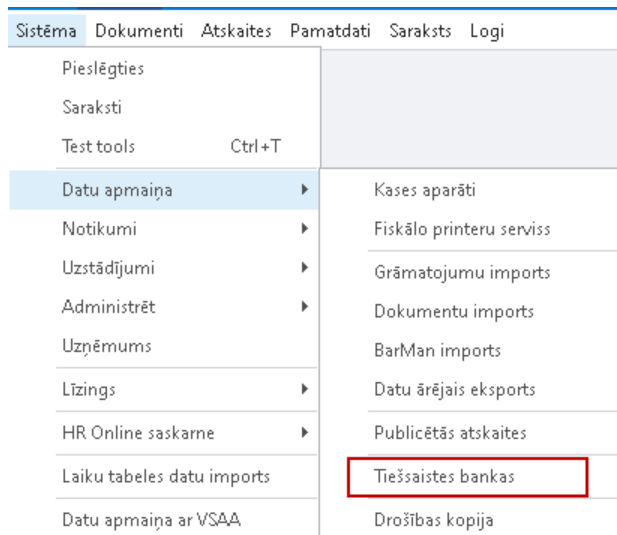 Sistēma Dokumenti Atskaites Pamatdati Saraksts Logi
Pieslēgties
Saraksti
Test tools Ctrl+T
Datu apmaiņa
Notikumi
Uzstādījumi
Administrēt
Uzņēmums
Līzings
HR Online saskarne
Laiku tabeles datu imports
Datu apmaiņa ar VSAA
Kases aparāti
Fiskālo printeru serviss
Grāmatojumu imports
Dokumentu imports
BarMan imports
Datu ārējais eksports
Publicētās atskaites
Tiešsaistes bankas
Drošības kopija